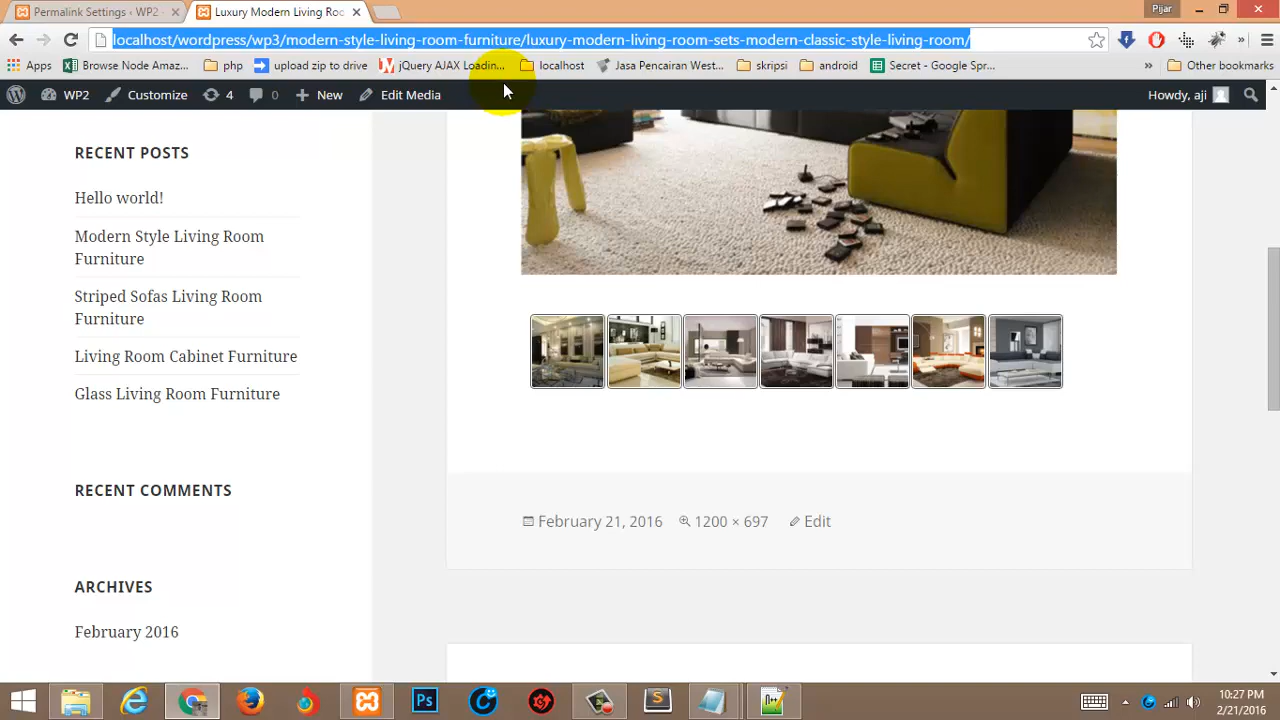 Permalink Settings ‹ WP2 -
Luxury Modern Living Roo
Pijar
localhost/wordpress/wp3/modern-style-living-room-furniture/luxury-modern-living-room-sets-modern-classic-style-living-room/
Apps
Browse Node Amaz...
php
upload zip to drive
jQuery AJAX Loadin...
localhost
Jasa Pencairan West...
skripsi
android
Secret - Google Spr...
»
Other bookmarks
WP2
Customize
4
0
New
Edit Media
Howdy, aji
RECENT POSTS
Hello world!
Modern Style Living Room
Furniture
Striped Sofas Living Room
Furniture
Living Room Cabinet Furniture
Glass Living Room Furniture
RECENT COMMENTS
ARCHIVES
February 2016
February 21, 2016
1200 × 697
Edit
Ps
S
10:27 PM
2/21/2016